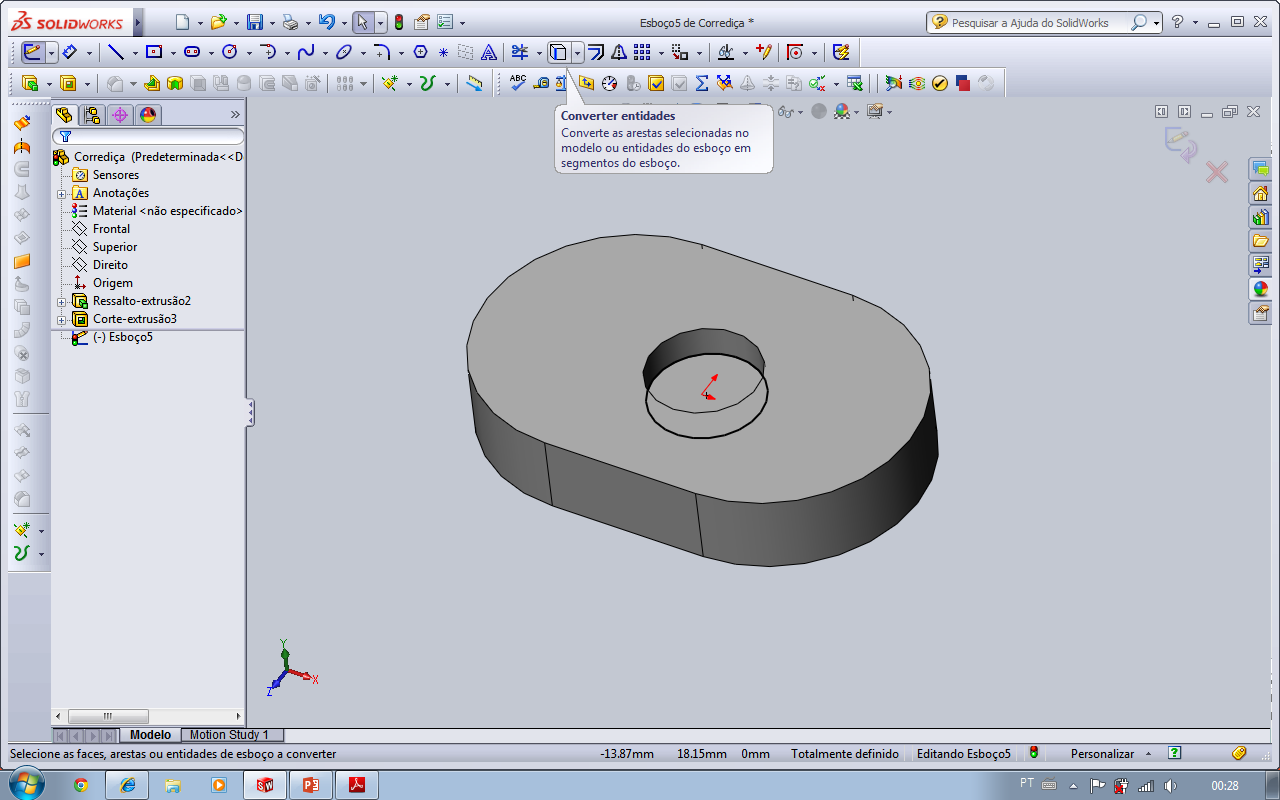 SOLIDWORKS
Esboço5 de Corrediça *
Pesquisar a Ajuda do SolidWorks
?
ABC
Converter entidades
Converte as arestas selecionadas no
modelo ou entidades do esboço em
segmentos do esboço.
Corrediça (Predeterminada<<D
Sensores
A
Anotações
Material <não especificado>
Frontal
Superior
Direito
Origem
Ressalto-extrusão2
Corte-extrusão3
(-) Esboço5
Y
X
Z
Modelo
Motion Study 1
Selecione as faces, arestas ou entidades de esboço a converter
-13.87mm
18.15mm
0mm
Totalmente definido
Editando Esboço5
Personalizar
?
PT
00:28